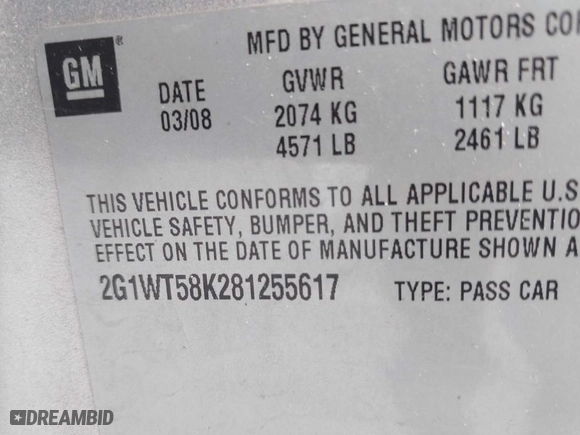 GM®
MFD BY GENERAL MOTORS
DATE GVWR GAWR FRT
03/08 2074 KG 1117 KG
4571 LB 2461 LB
THIS VEHICLE CONFORMS TO ALL APPLICABLE U.S.
VEHICLE SAFETY, BUMPER, AND THEFT PREVENTIO
EFFECT ON THE DATE OF MANUFACTURE SHOWN A
2G1WT58K281255617 TYPE: PASS CAR
DREAMBID